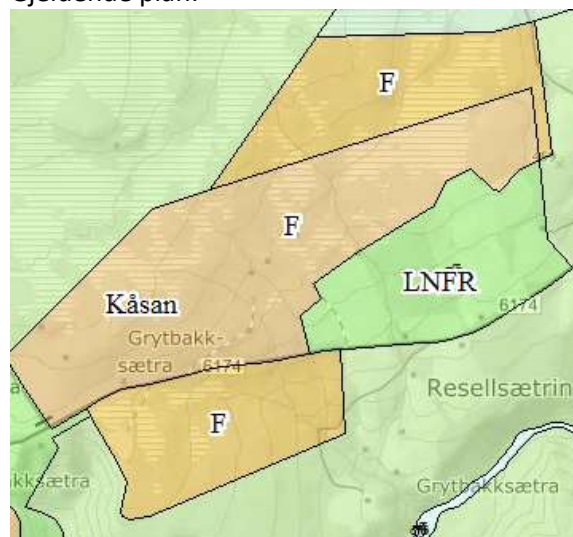 Gjeldende plan:
F
F
LNFR
Kåsan
6174
Grytbakk-
sætra
6174
Resellsætrin
F
kksætra
Grytbakksætra